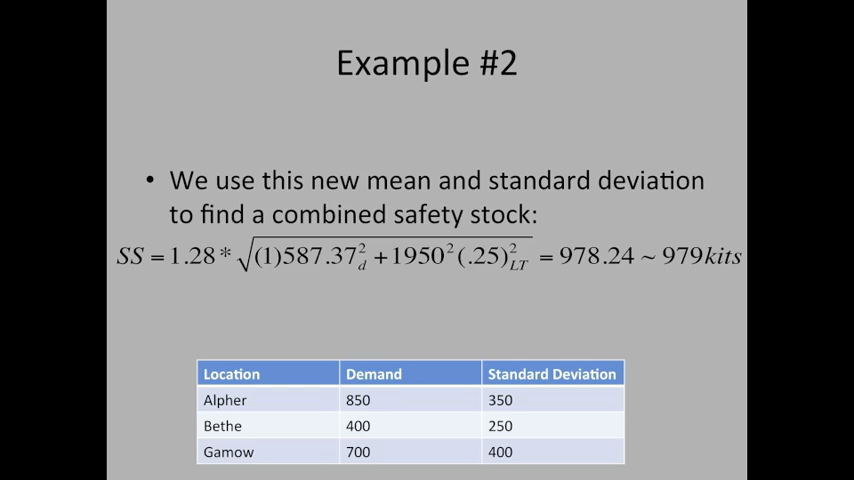 Example #2
• We use this new mean and standard deviation
to find a combined safety stock:
SS = 1.28 * √((1)587.37²_d + 1950²(.25)²_LT) = 978.24 ~ 979kits
Location Demand Standard Deviation
Alpher 850 350
Bethe 400 250
Gamow 700 400